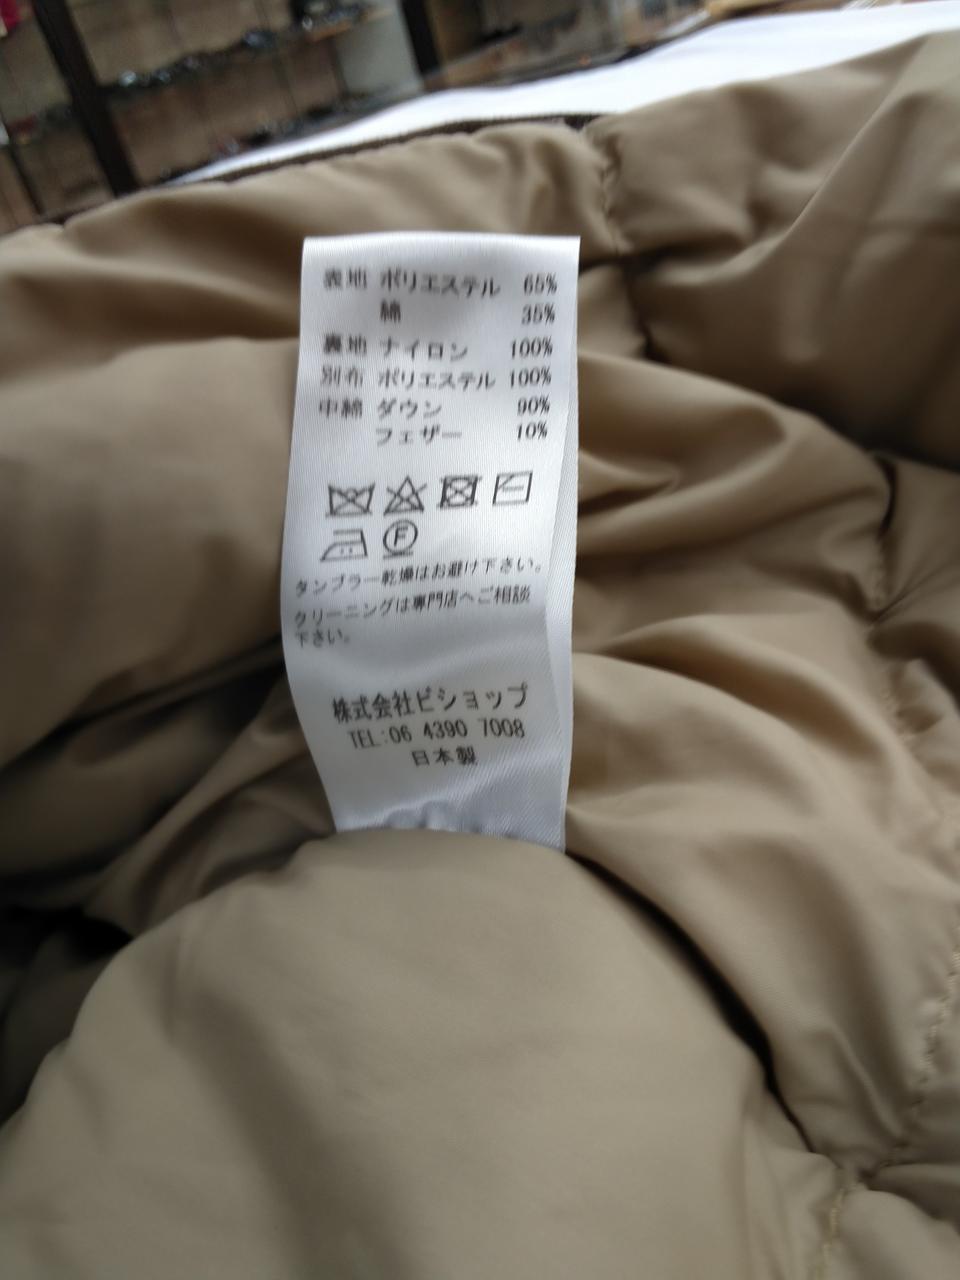 表地 ポリエステル 65%
綿 35%
裏地 ナイロン 100%
別布 ポリエステル 100%
中綿 ダウン 90%
フェザー 10%
F
タンブラー乾燥はお避け下さい。
クリーニングは専門店へご相談
下さい。
株式会社ビショップ
TEL:06 4390 7008
日本製